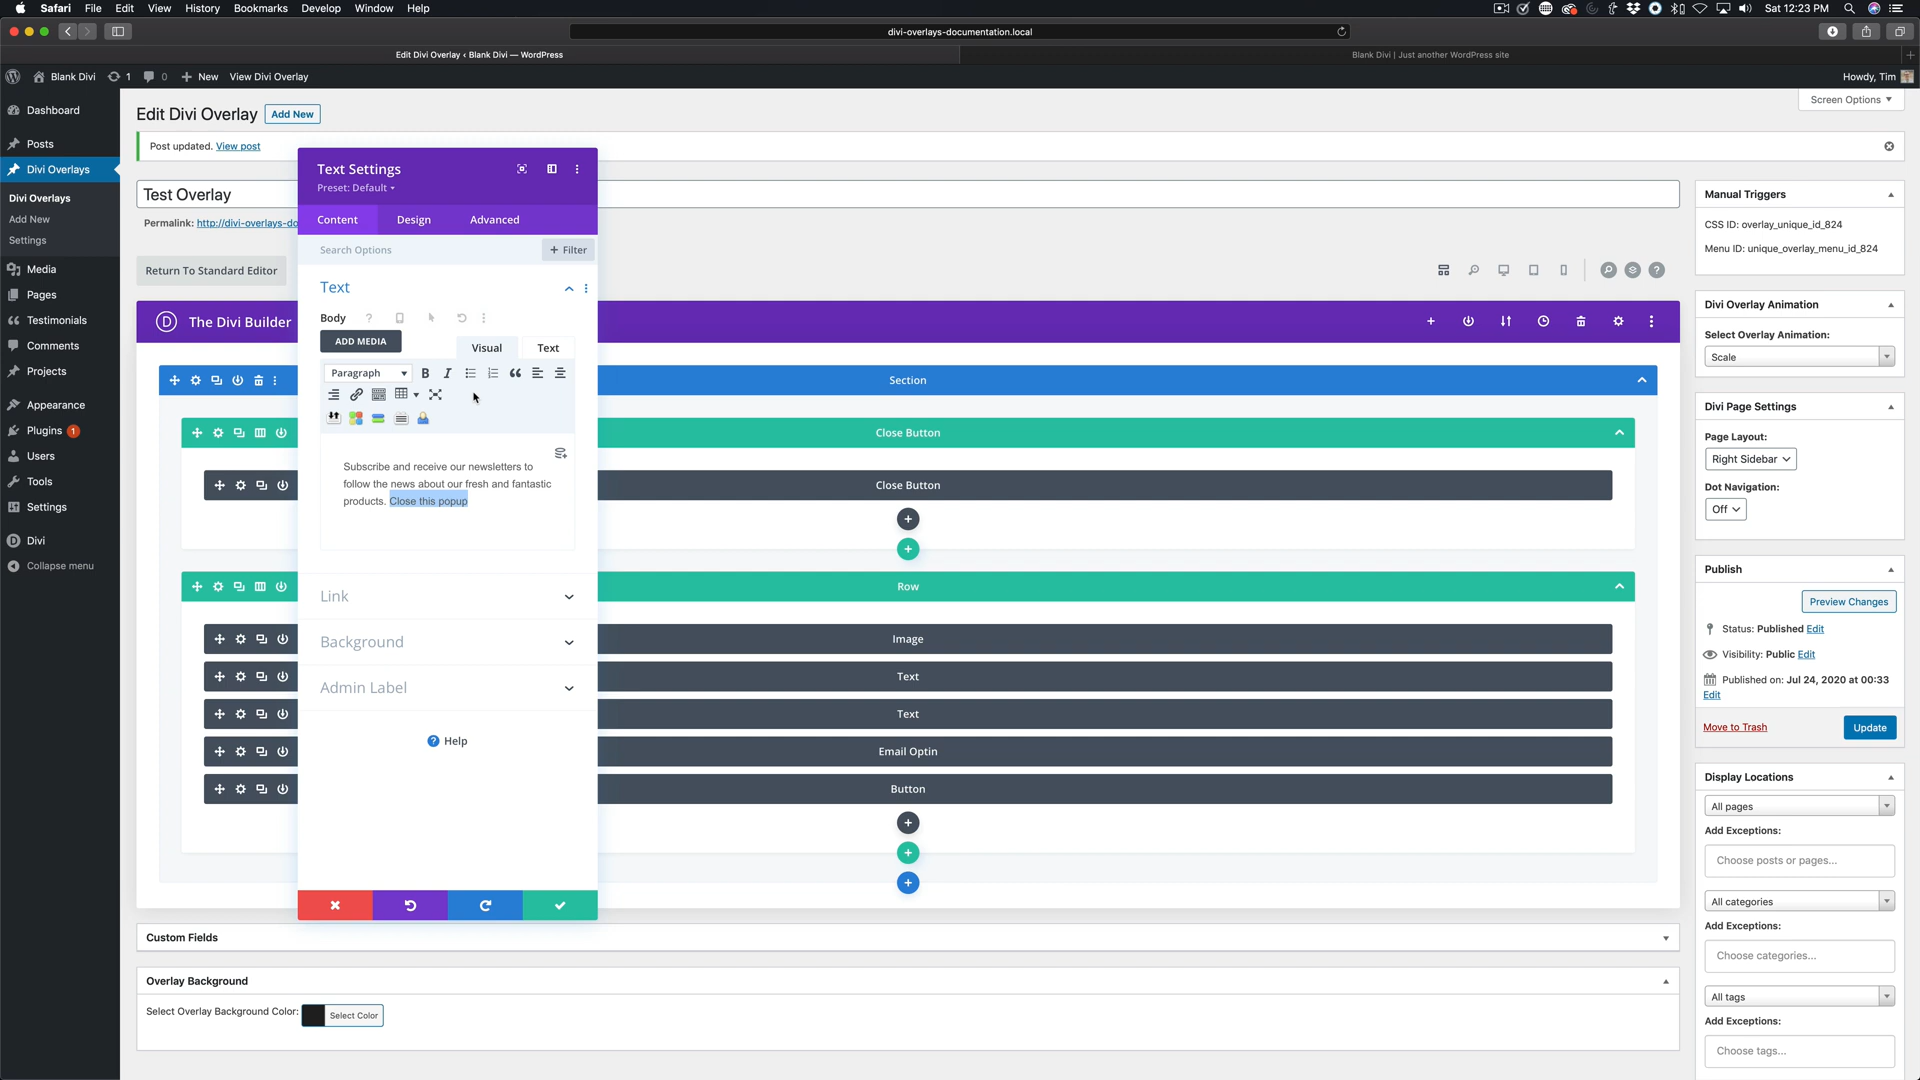 Safari File Edit View History Bookmarks Develop Window Help
Sat 12:23 PM
divi-overlays-documentation.local
Edit Divi Overlay ‹ Blank Divi — WordPress
Blank Divi | Just another WordPress site
Blank Divi 1 0 New View Divi Overlay
Howdy, Tim
Dashboard
Posts
Divi Overlays
Divi Overlays
Add New
Settings
Media
Pages
Testimonials
Comments
Projects
Appearance
Plugins 1
Users
Tools
Settings
Divi
Collapse menu
Screen Options
Edit Divi Overlay Add New
Post updated. View post
Test Overlay
Permalink: http://divi-overlays-do
Return To Standard Editor
The Divi Builder
Text Settings
Preset: Default
Content Design Advanced
Search Options
+ Filter
Text
Body ?
ADD MEDIA
Visual Text
Paragraph B I
Subscribe and receive our newsletters to
follow the news about our fresh and fantastic
products. Close this popup
Link
Background
Admin Label
? Help
Section
Close Button
Close Button
Row
Image
Text
Text
Email Optin
Button
Custom Fields
Overlay Background
Select Overlay Background Color: Select Color
Manual Triggers
CSS ID: overlay_unique_id_824
Menu ID: unique_overlay_menu_id_824
Divi Overlay Animation
Select Overlay Animation:
Scale
Divi Page Settings
Page Layout:
Right Sidebar
Dot Navigation:
Off
Publish
Preview Changes
Status: Published Edit
Visibility: Public Edit
Published on: Jul 24, 2020 at 00:33
Edit
Move to Trash
Update
Display Locations
All pages
Add Exceptions:
Choose posts or pages...
All categories
Add Exceptions:
Choose categories...
All tags
Add Exceptions:
Choose tags...